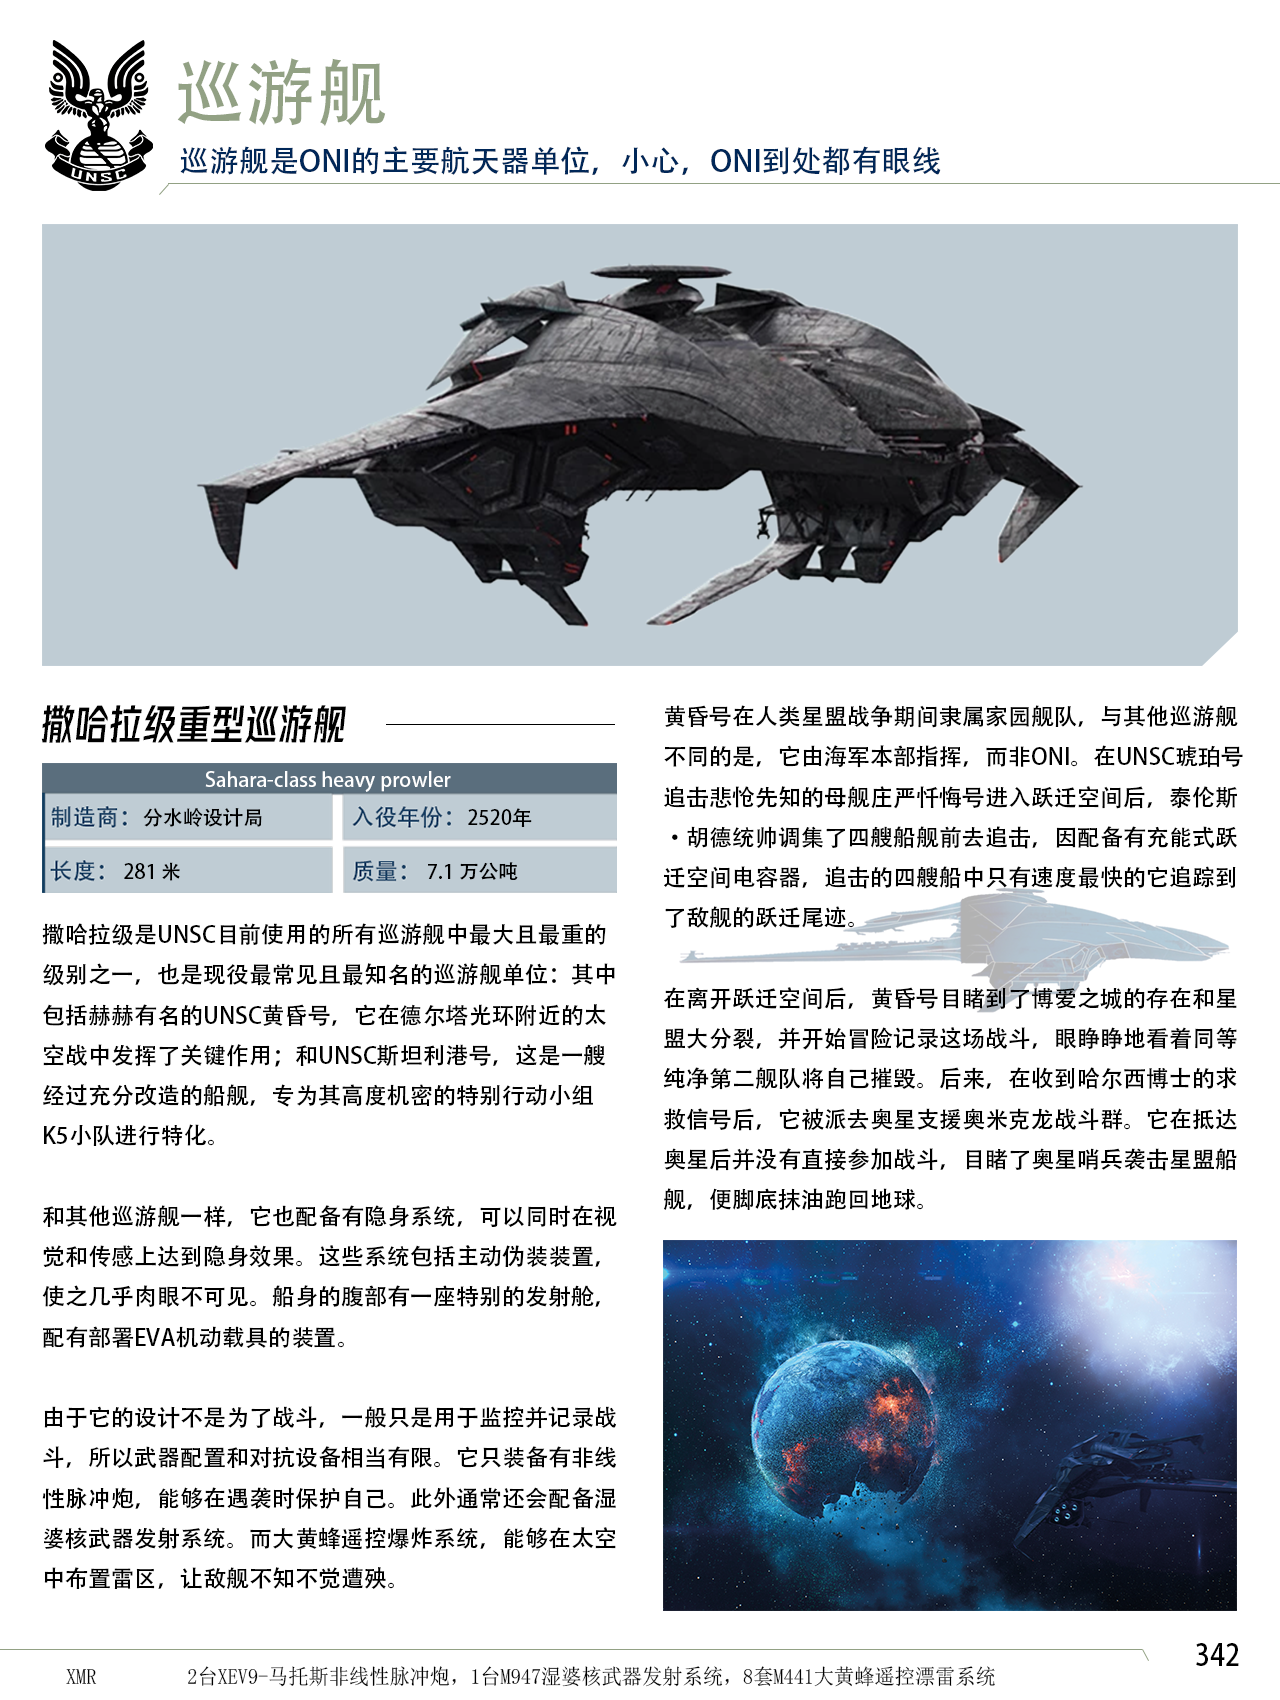 UNSC
巡游舰
巡游舰是ONI的主要航天器单位，小心，ONI到处都有眼线
撒哈拉级重型巡游舰
Sahara-class heavy prowler
制造商：分水岭设计局
入役年份：2520年
长度：281 米
质量：7.1 万公吨
撒哈拉级是UNSC目前使用的所有巡游舰中最大且最重的
级别之一，也是现役最常见且最知名的巡游舰单位：其中
包括赫赫有名的UNSC黄昏号，它在德尔塔光环附近的太
空战中发挥了关键作用；和UNSC斯坦利港号，这是一艘
经过充分改造的船舰，专为其高度机密的特别行动小组
K5小队进行特化。
和其他巡游舰一样，它也配备有隐身系统，可以同时在视
觉和传感上达到隐身效果。这些系统包括主动伪装装置，
使之几乎肉眼不可见。船身的腹部有一座特别的发射舱，
配有部署EVA机动载具的装置。
由于它的设计不是为了战斗，一般只是用于监控并记录战
斗，所以武器配置和对抗设备相当有限。它只装备有非线
性脉冲炮，能够在遇袭时保护自己。此外通常还会配备湿
婆核武器发射系统。而大黄蜂遥控爆炸系统，能够在太空
中布置雷区，让敌舰不知不觉遭殃。
黄昏号在人类星盟战争期间隶属家园舰队，与其他巡游舰
不同的是，它由海军本部指挥，而非ONI。在UNSC琥珀号
追击悲怆先知的母舰庄严忏悔号进入跃迁空间后，泰伦斯
·胡德统帅调集了四艘船舰前去追击，因配备有充能式跃
迁空间电容器，追击的四艘船中只有速度最快的它追踪到
了敌舰的跃迁尾迹。
在离开跃迁空间后，黄昏号目睹到了博爱之城的存在和星
盟大分裂，并开始冒险记录这场战斗，眼睁睁地看着同等
纯净第二舰队将自己摧毁。后来，在收到哈尔西博士的求
救信号后，它被派去奥星支援奥米克龙战斗群。它在抵达
奥星后并没有直接参加战斗，目睹了奥星哨兵袭击星盟船
舰，便脚底抹油跑回地球。
342
XMR
2台XEV9-马托斯非线性脉冲炮，1台M947湿婆核武器发射系统，8套M441大黄蜂遥控漂雷系统